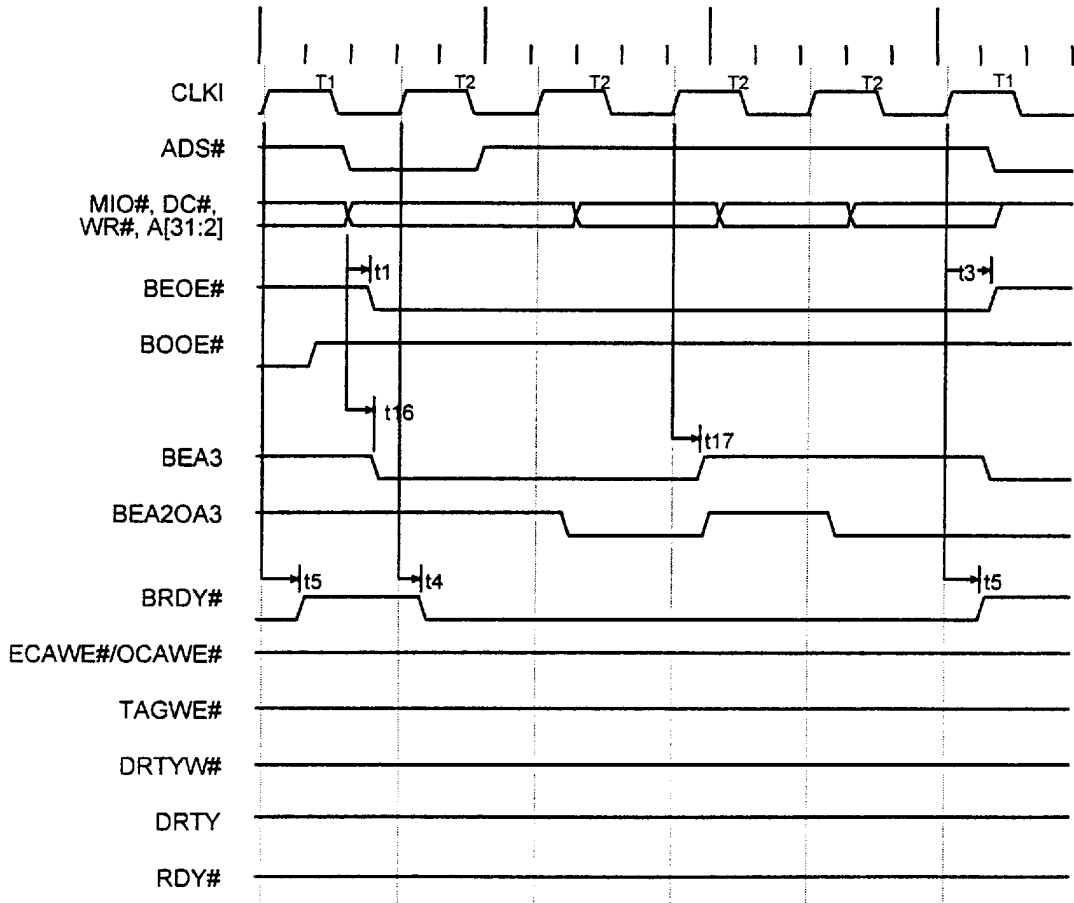 T1 T2 T2 T2 T2 T1
CLKI
ADS#
MIO#, DC#,
WR#, A[31:2]
t1 t3
BEOE#
BOOE#
t16
t17
BEA3
BEA2OA3
t5 t4 t5
BRDY#
ECAWE#/OCAWE#
TAGWE#
DRTYW#
DRTY
RDY#